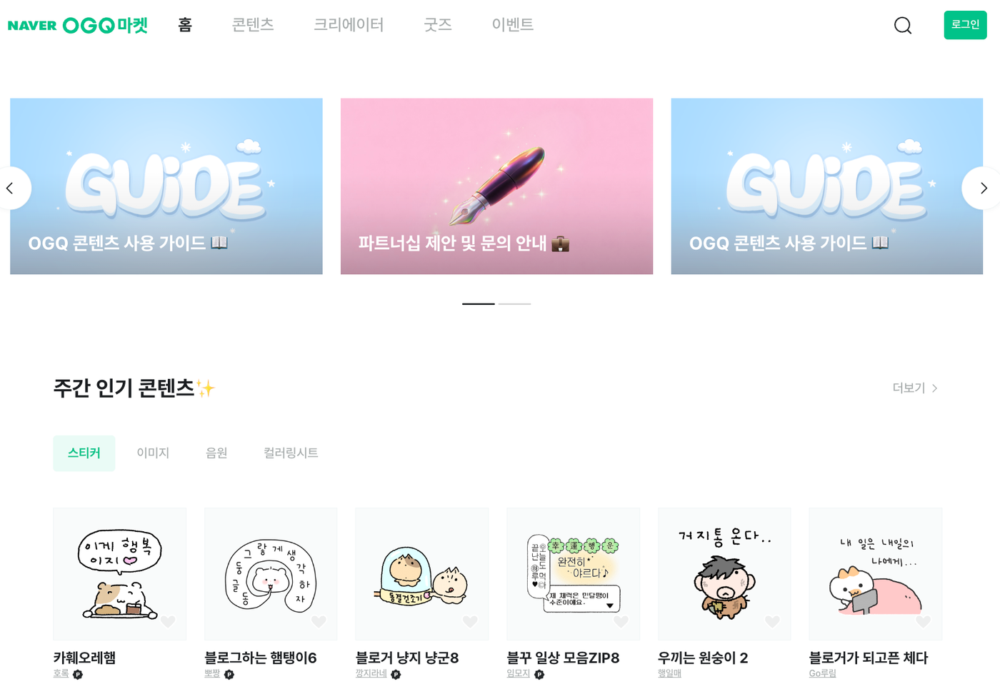 NAVER OGQ마켓 홈 콘텐츠 크리에이터 굿즈 이벤트 로그인
GUiDE
OGQ 콘텐츠 사용 가이드
파트너십 제안 및 문의 안내
GUiDE
OGQ 콘텐츠 사용 가이드
주간 인기 콘텐츠
더보기
스티커 이미지 음원 컬러링시트
이게 행복
이지
둥글게 생각하자
둥글
동결건조기
끝난 하루♥
오늘도 먹
幸 運 행 운
완전히
야르다♪
제 체력은 민달팽이
수준이에요.
거지통 온다..
내 일은 내일의
나에게...
카훼오레햄
호록 P
블로그하는 햄탱이6
뽀짱 P
블로거 냥지 냥군8
깡지라네 P
블꾸 일상 모음ZIP8
임모지 P
우끼는 원숭이 2
행일매
블로거가 되고픈 체다
Go루림